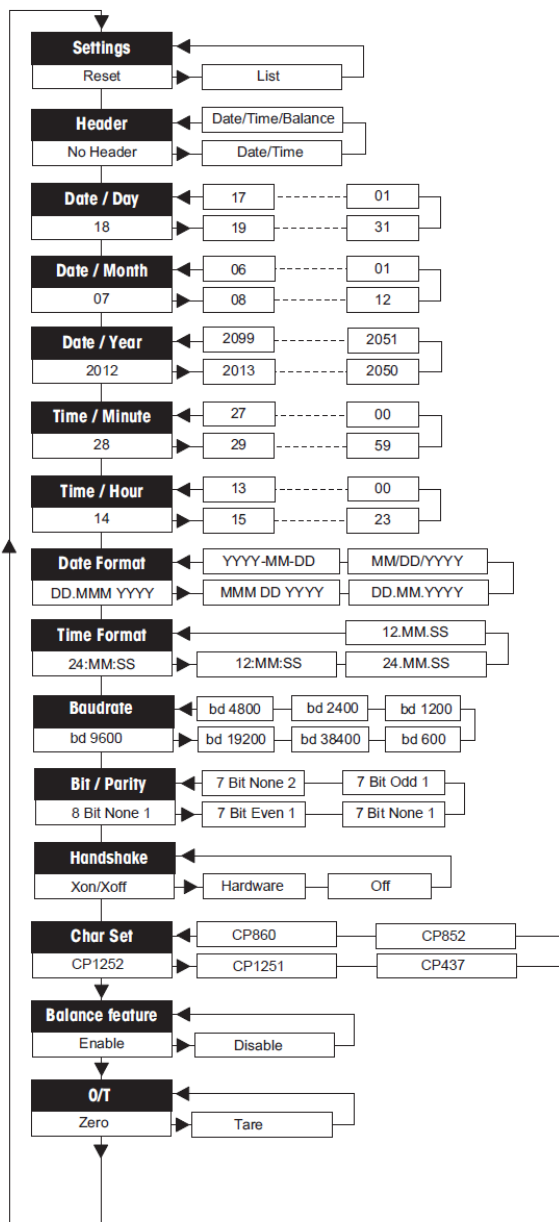 Settings
Reset List
Header Date/Time/Balance
No Header Date/Time
Date / Day 17 01
18 19 31
Date / Month 06 01
07 08 12
Date / Year 2099 2051
2012 2013 2050
Time / Minute 27 00
28 29 59
Time / Hour 13 00
14 15 23
Date Format YYYY-MM-DD MM/DD/YYYY
DD.MMM YYYY MMM DD YYYY DD.MM.YYYY
Time Format 12.MM.SS
24:MM:SS 12:MM:SS 24.MM.SS
Baudrate bd 4800 bd 2400 bd 1200
bd 9600 bd 19200 bd 38400 bd 600
Bit / Parity 7 Bit None 2 7 Bit Odd 1
8 Bit None 1 7 Bit Even 1 7 Bit None 1
Handshake
Xon/Xoff Hardware Off
Char Set CP860 CP852
CP1252 CP1251 CP437
Balance feature
Enable Disable
O/T
Zero Tare